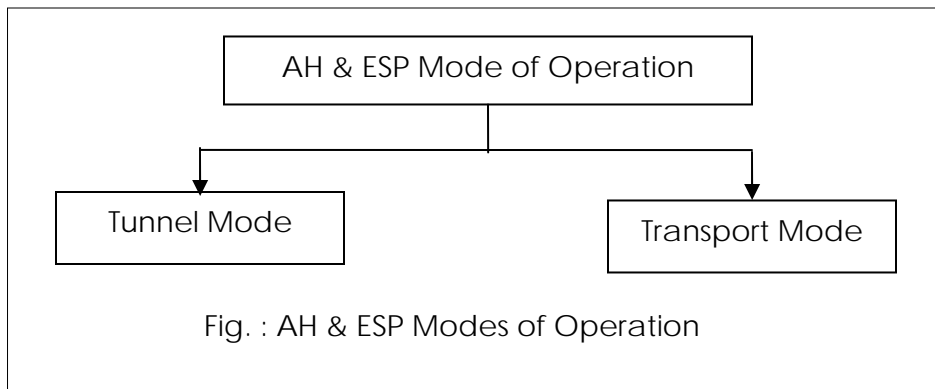 AH & ESP Mode of Operation
Tunnel Mode
Transport Mode
Fig. : AH & ESP Modes of Operation